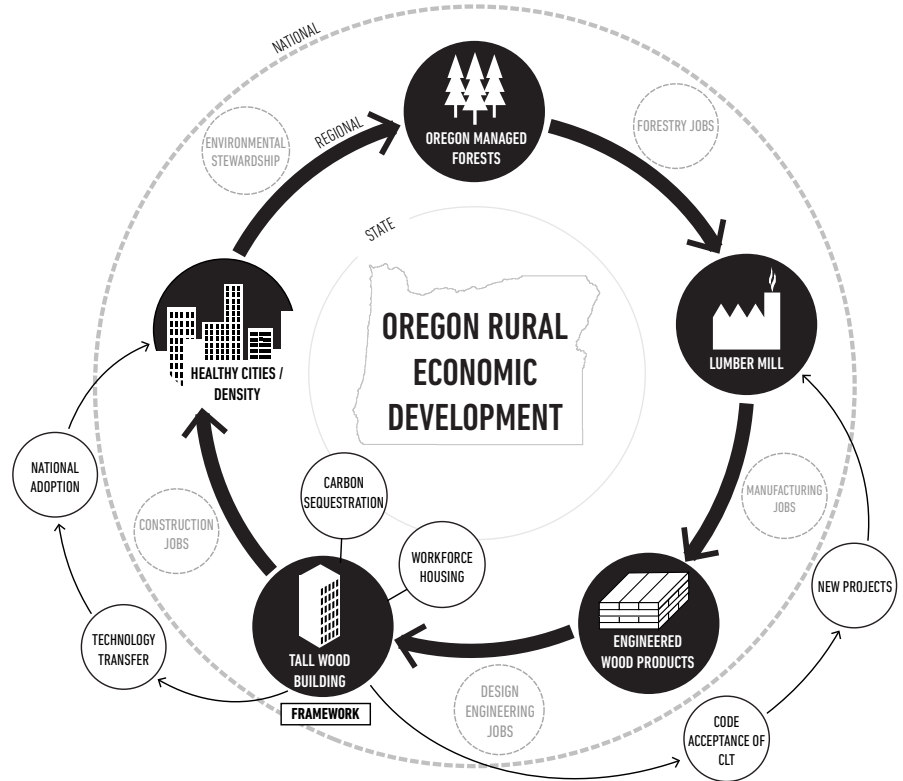 NATIONAL
REGIONAL
OREGON MANAGED
FORESTS
FORESTRY JOBS
ENVIRONMENTAL
STEWARDSHIP
STATE
OREGON RURAL
ECONOMIC
DEVELOPMENT
LUMBER MILL
HEALTHY CITIES /
DENSITY
NATIONAL
ADOPTION
CARBON
SEQUESTRATION
MANUFACTURING
JOBS
CONSTRUCTION
JOBS
WORKFORCE
HOUSING
NEW PROJECTS
TECHNOLOGY
TRANSFER
TALL WOOD
BUILDING
ENGINEERED
WOOD PRODUCTS
FRAMEWORK
DESIGN
ENGINEERING
JOBS
CODE
ACCEPTANCE OF
CLT